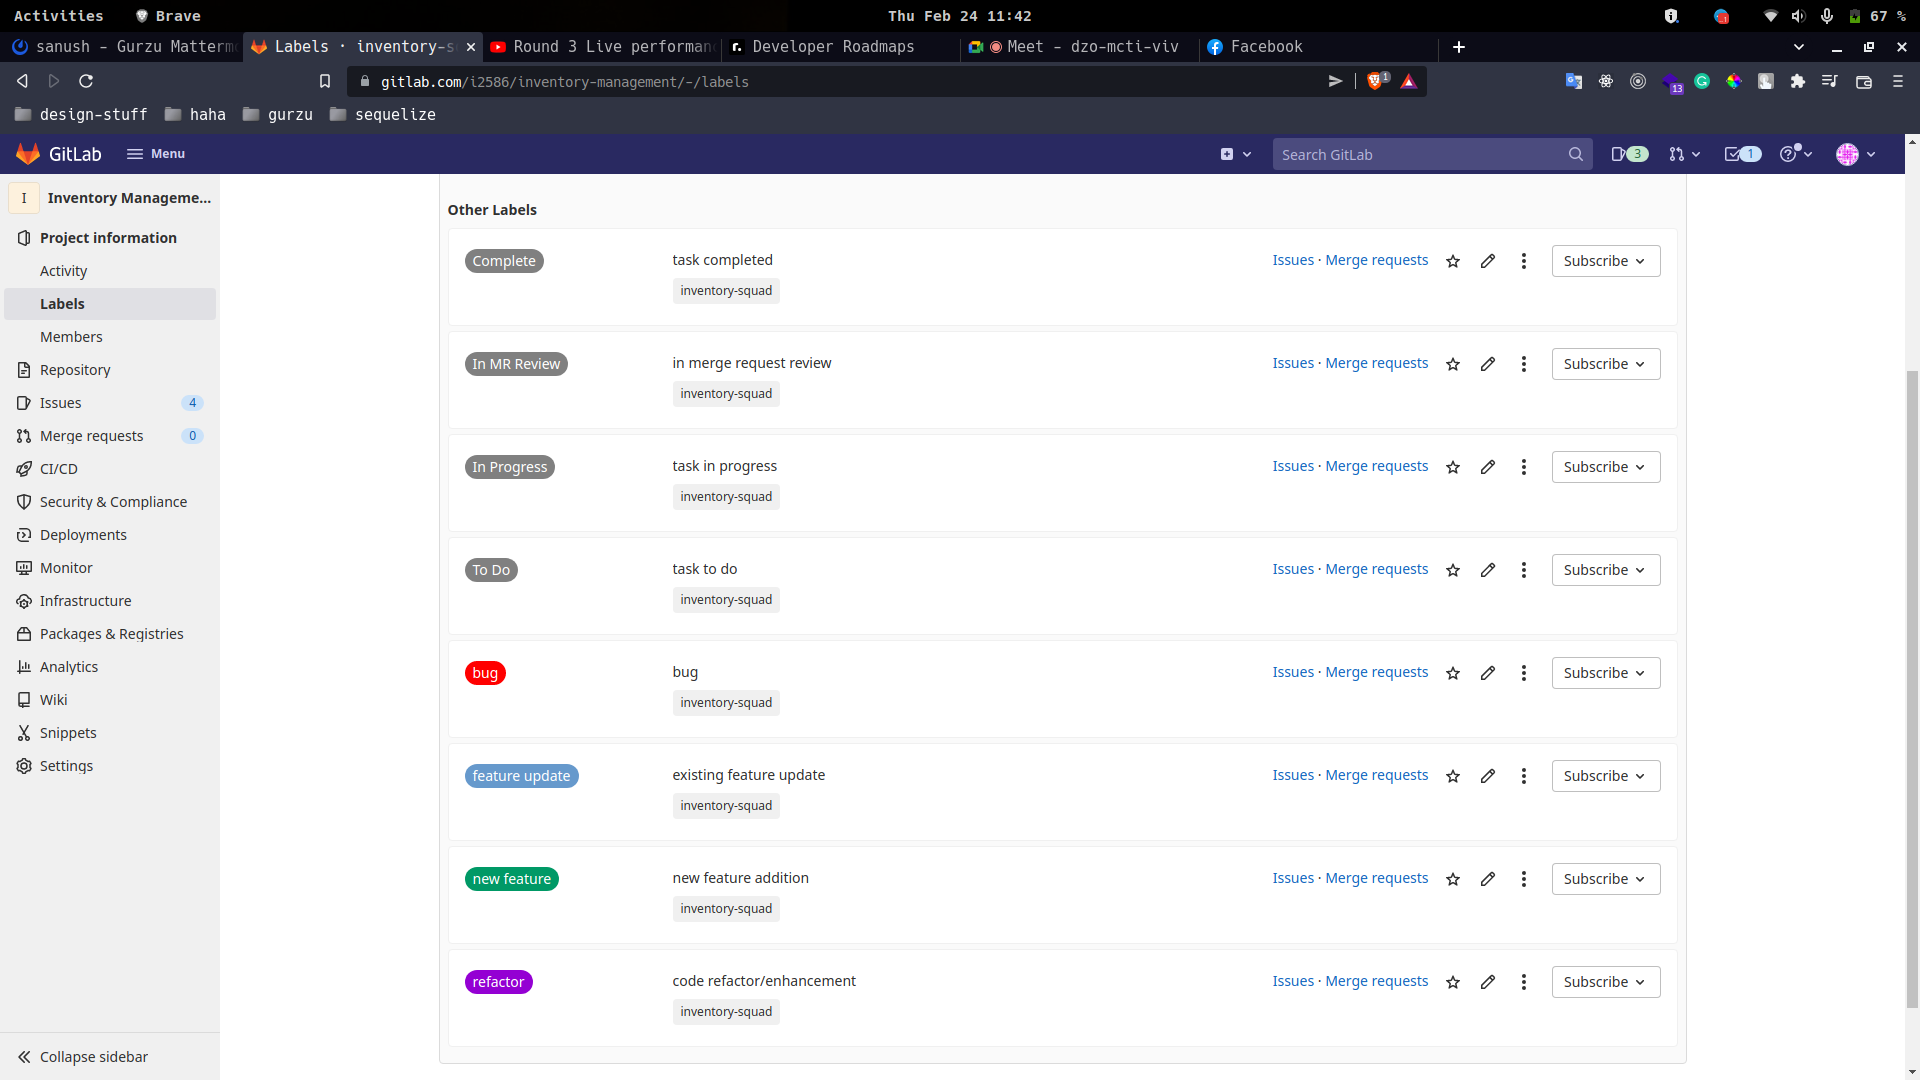 Activities
Brave
Thu Feb 24 11:42
67 %
sanush - Gurzu Matterm
Labels · inventory-s
Round 3 Live performan
Developer Roadmaps
Meet - dzo-mcti-viv
Facebook
gitlab.com/i2586/inventory-management/-/labels
1
13
design-stuff
haha
gurzu
sequelize
GitLab
Menu
Search GitLab
3
1
I
Inventory Manageme...
Project information
Activity
Labels
Members
Repository
Issues
4
Merge requests
0
CI/CD
Security & Compliance
Deployments
Monitor
Infrastructure
Packages & Registries
Analytics
Wiki
Snippets
Settings
Collapse sidebar
Other Labels
Complete
task completed
Issues · Merge requests
Subscribe
inventory-squad
In MR Review
in merge request review
Issues · Merge requests
Subscribe
inventory-squad
In Progress
task in progress
Issues · Merge requests
Subscribe
inventory-squad
To Do
task to do
Issues · Merge requests
Subscribe
inventory-squad
bug
bug
Issues · Merge requests
Subscribe
inventory-squad
feature update
existing feature update
Issues · Merge requests
Subscribe
inventory-squad
new feature
new feature addition
Issues · Merge requests
Subscribe
inventory-squad
refactor
code refactor/enhancement
Issues · Merge requests
Subscribe
inventory-squad